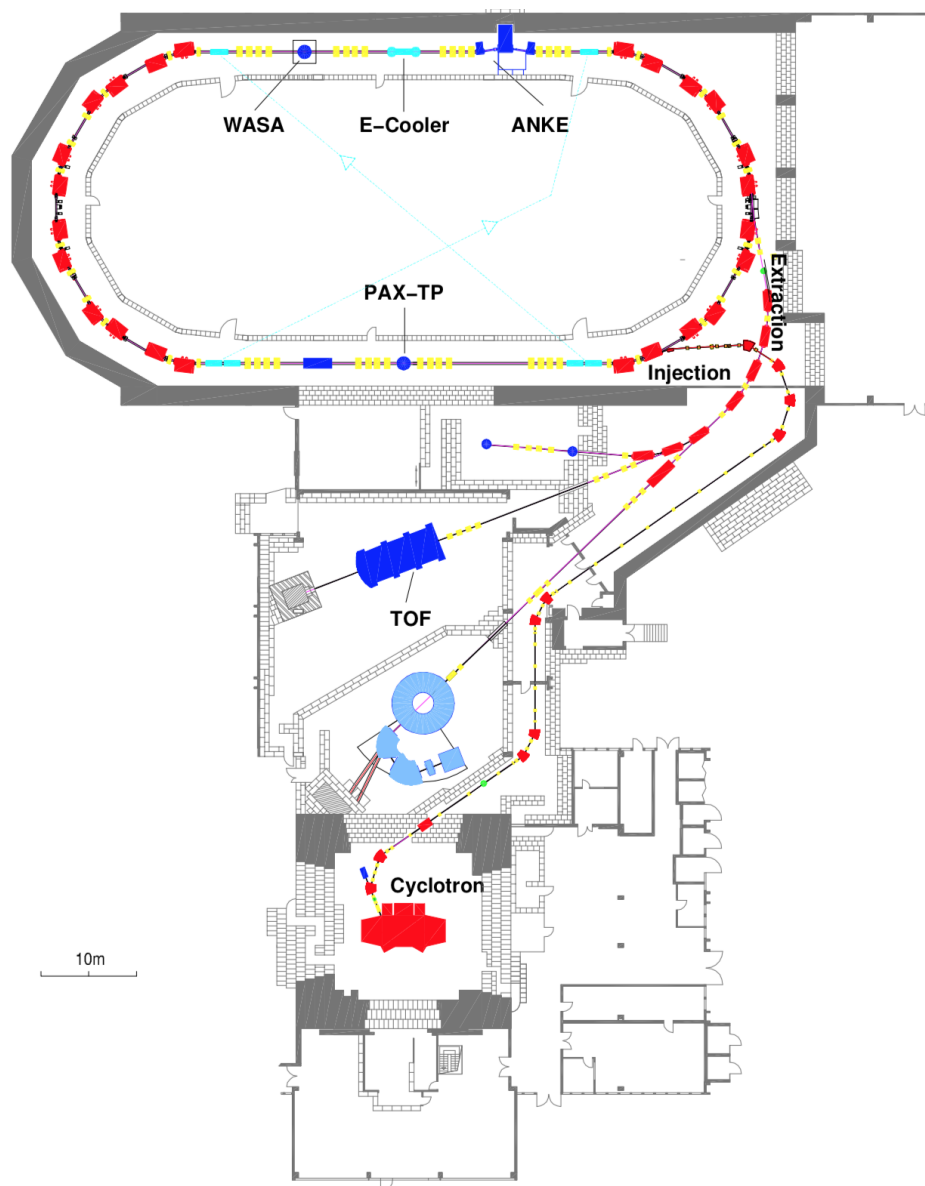 WASA
E-Cooler
ANKE
PAX-TP
Extraction
Injection
TOF
Cyclotron
10m